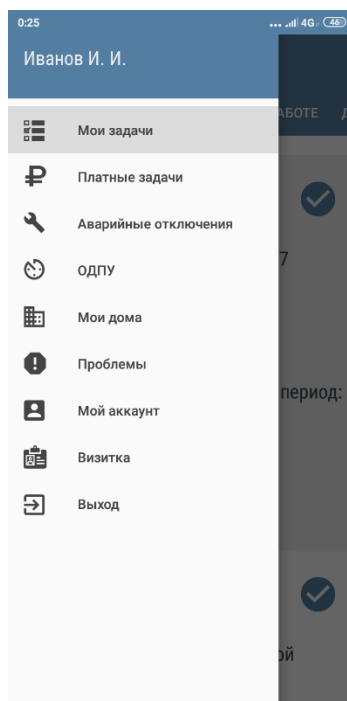 0:25
4G 46
Иванов И. И.
АБОТЕ
Мои задачи
Платные задачи
Аварийные отключения
7
ОДПУ
Мои дома
Проблемы
период:
Мой аккаунт
Визитка
Выход
ой